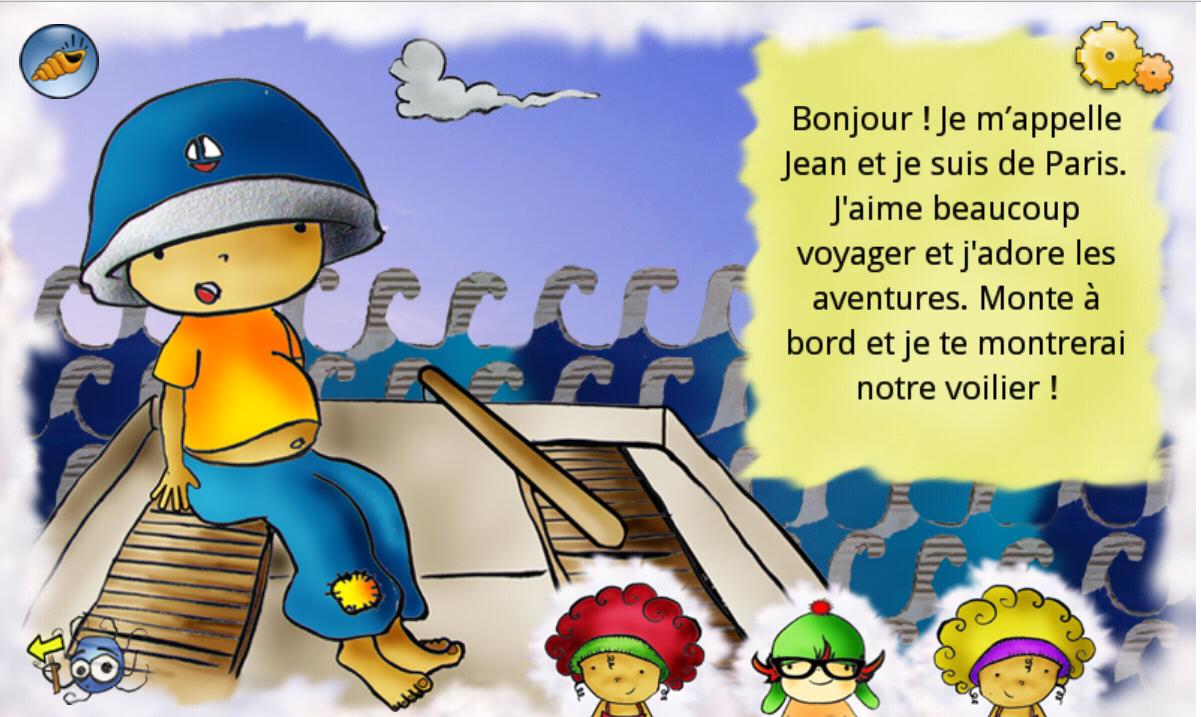 Bonjour ! Je m’appelle
Jean et je suis de Paris.
J'aime beaucoup
voyager et j'adore les
aventures. Monte à
bord et je te montrerai
notre voilier !